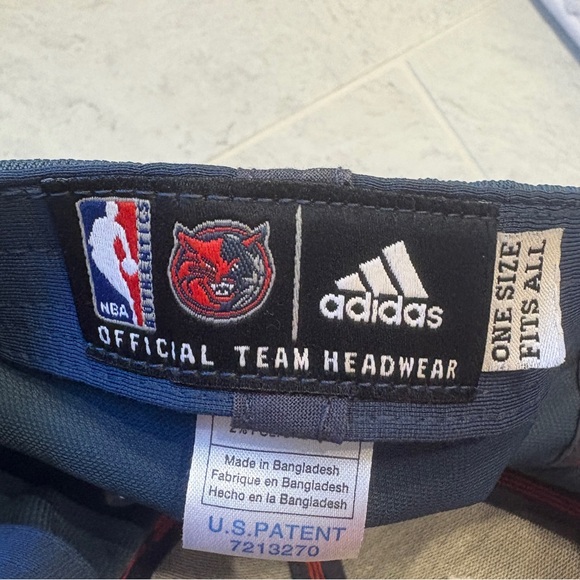 NBA
AUTHENTICS
adidas
ONE SIZE
FITS ALL
OFFICIAL TEAM HEADWEAR
Made in Bangladesh
Fabrique en Bangladesh
Hecho en la Bangladesh
U.S.PATENT
7213270